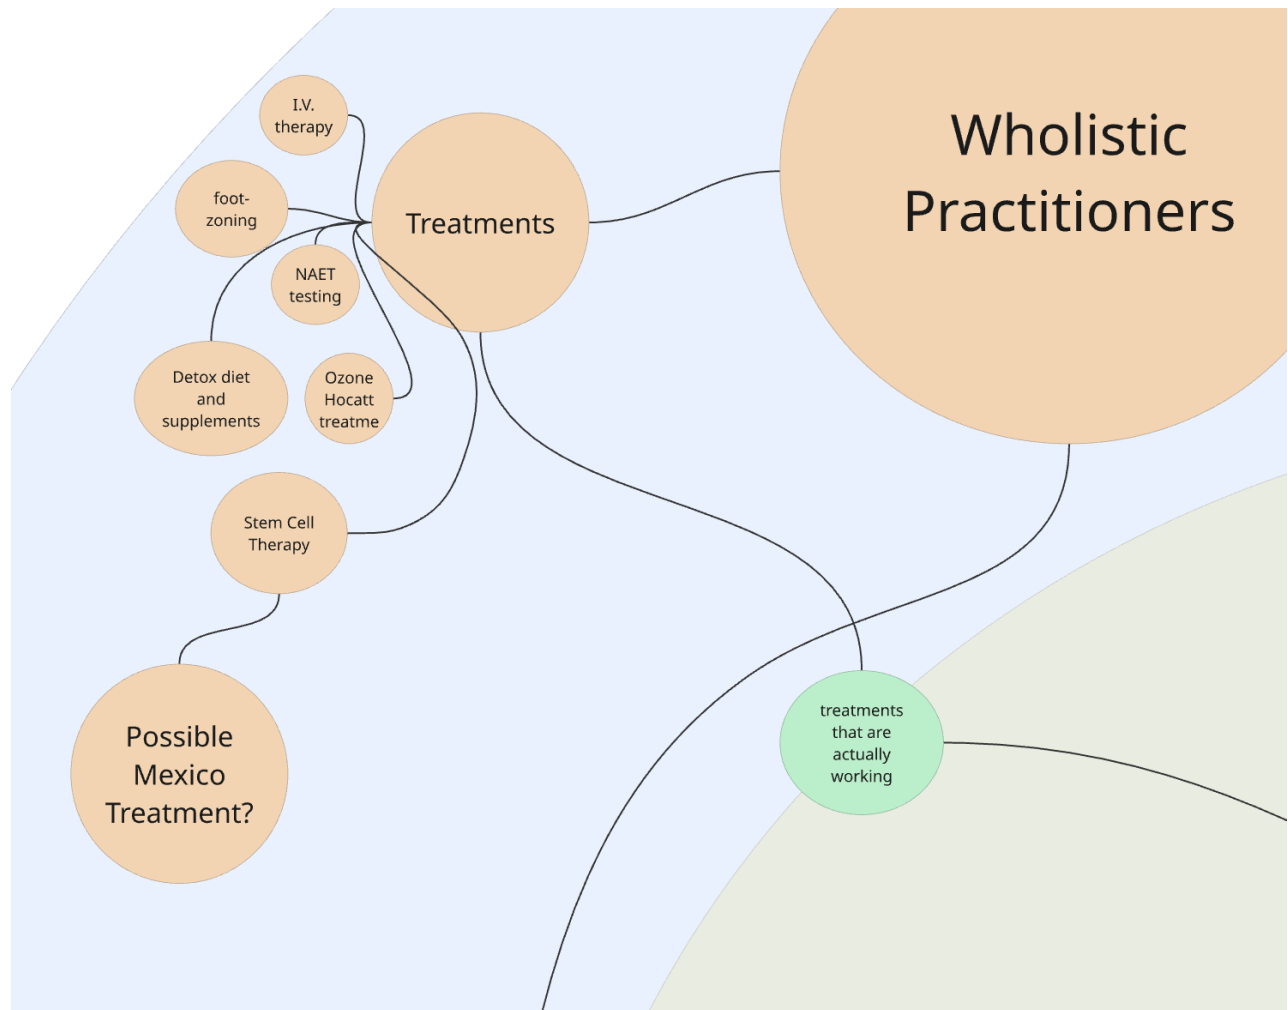 I.V.
therapy
foot-
zoning
NAET
testing
Treatments
Wholistic
Practitioners
Detox diet
and
supplements
Ozone
Hocatt
treatme
Stem Cell
Therapy
Possible
Mexico
Treatment?
treatments
that are
actually
working